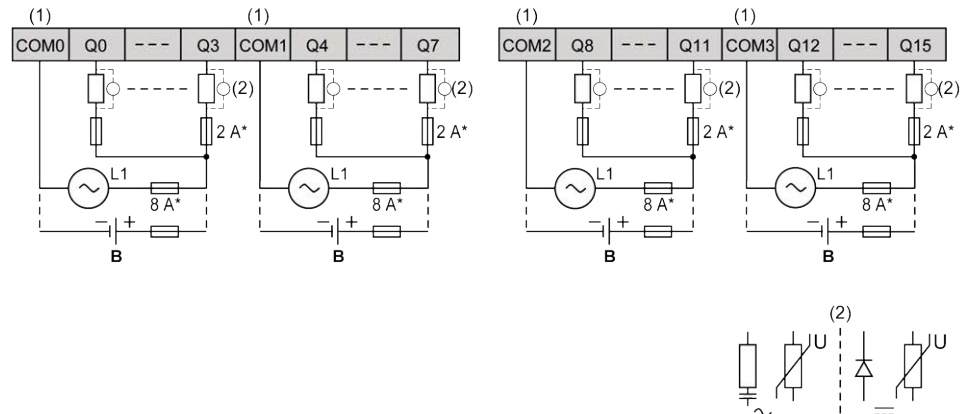 (1) (1) (1) (1)
COM0 Q0 --- Q3 COM1 Q4 --- Q7 COM2 Q8 --- Q11 COM3 Q12 --- Q15
(2) (2) (2) (2)
2 A* 2 A* 2 A* 2 A*
L1 L1 L1 L1
8 A* 8 A* 8 A* 8 A*
− + − + − + − +
B B B B
(2)
U U